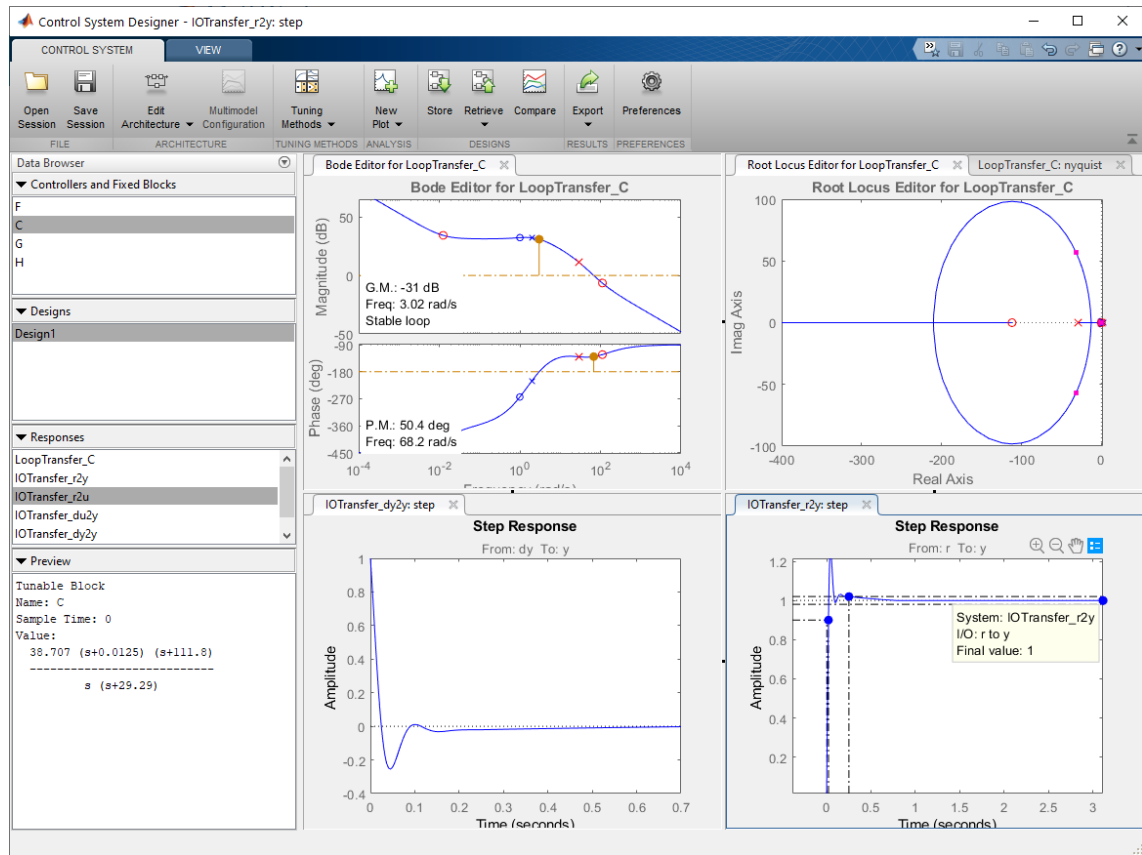 Control System Designer - IOTransfer_r2y: step
CONTROL SYSTEM
VIEW
Open
Session
Save
Session
Edit
Architecture
Multimodel
Configuration
Tuning
Methods
New
Plot
Store
Retrieve
Compare
Export
Preferences
FILE
ARCHITECTURE
TUNING METHODS
ANALYSIS
DESIGNS
RESULTS
PREFERENCES
Data Browser
Controllers and Fixed Blocks
F
C
G
H
Designs
Design1
Responses
LoopTransfer_C
IOTransfer_r2y
IOTransfer_r2u
IOTransfer_du2y
IOTransfer_dy2y
Preview
Tunable Block
Name: C
Sample Time: 0
Value:
38.707 (s+0.0125) (s+111.8)
---------------------------
s (s+29.29)
Bode Editor for LoopTransfer_C
Bode Editor for LoopTransfer_C
Magnitude (dB)
50
0
-50
G.M.: -31 dB
Freq: 3.02 rad/s
Stable loop
Phase (deg)
-90
-180
-270
-360
-450
P.M.: 50.4 deg
Freq: 68.2 rad/s
10^-4
10^-2
10^0
10^2
10^4
Frequency (rad/s)
Root Locus Editor for LoopTransfer_C
LoopTransfer_C: nyquist
Root Locus Editor for LoopTransfer_C
Imag Axis
100
50
0
-50
-100
-400
-300
-200
-100
0
Real Axis
IOTransfer_dy2y: step
Step Response
From: dy To: y
Amplitude
1
0.8
0.6
0.4
0.2
0
-0.2
-0.4
0
0.1
0.2
0.3
0.4
0.5
0.6
0.7
Time (seconds)
IOTransfer_r2y: step
Step Response
From: r To: y
Amplitude
1.2
1
0.8
0.6
0.4
0.2
System: IOTransfer_r2y
I/O: r to y
Final value: 1
0
0.5
1
1.5
2
2.5
3
Time (seconds)